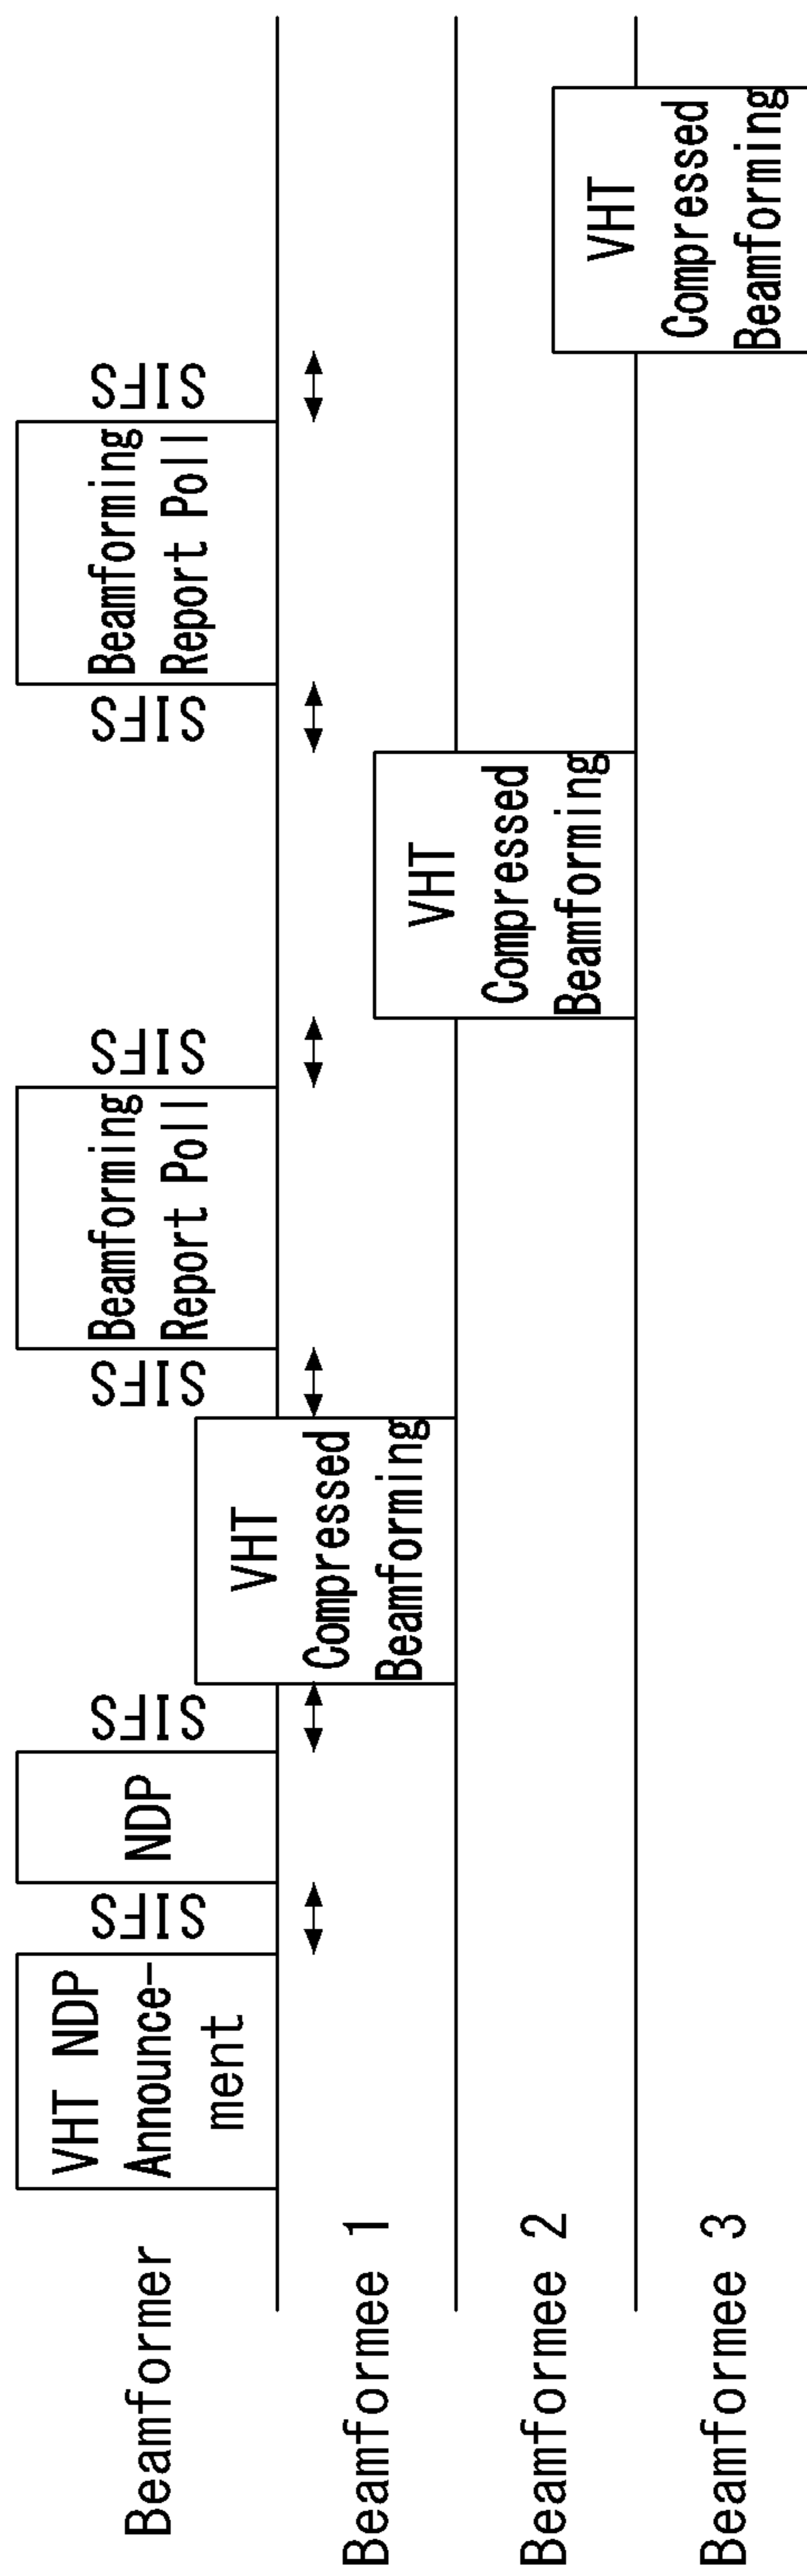 Beamformer
VHT NDP
Announce-
ment
SIFS
NDP
SIFS
SIFS
Beamforming
Report Poll
SIFS
SIFS
Beamforming
Report Poll
SIFS
Beamformee 1
VHT
Compressed
Beamforming
Beamformee 2
VHT
Compressed
Beamforming
Beamformee 3
VHT
Compressed
Beamforming